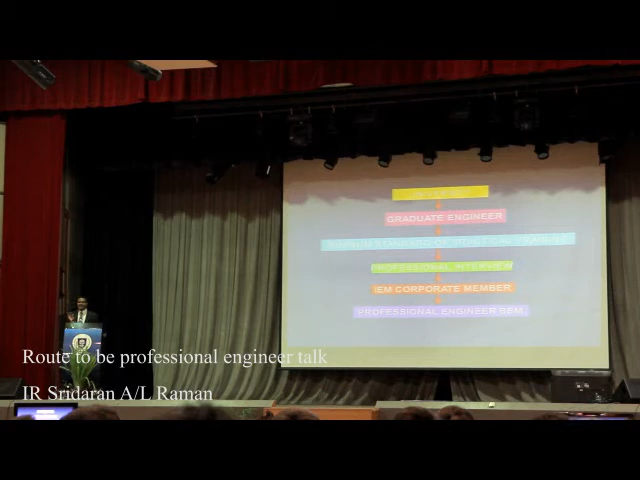 GRADUATE ENGINEER
PROFESSIONAL INTERVIEW
IEM CORPORATE MEMBER
PROFESSIONAL ENGINEER BEM
Route to be professional engineer talk
IR Sridaran A/L Raman